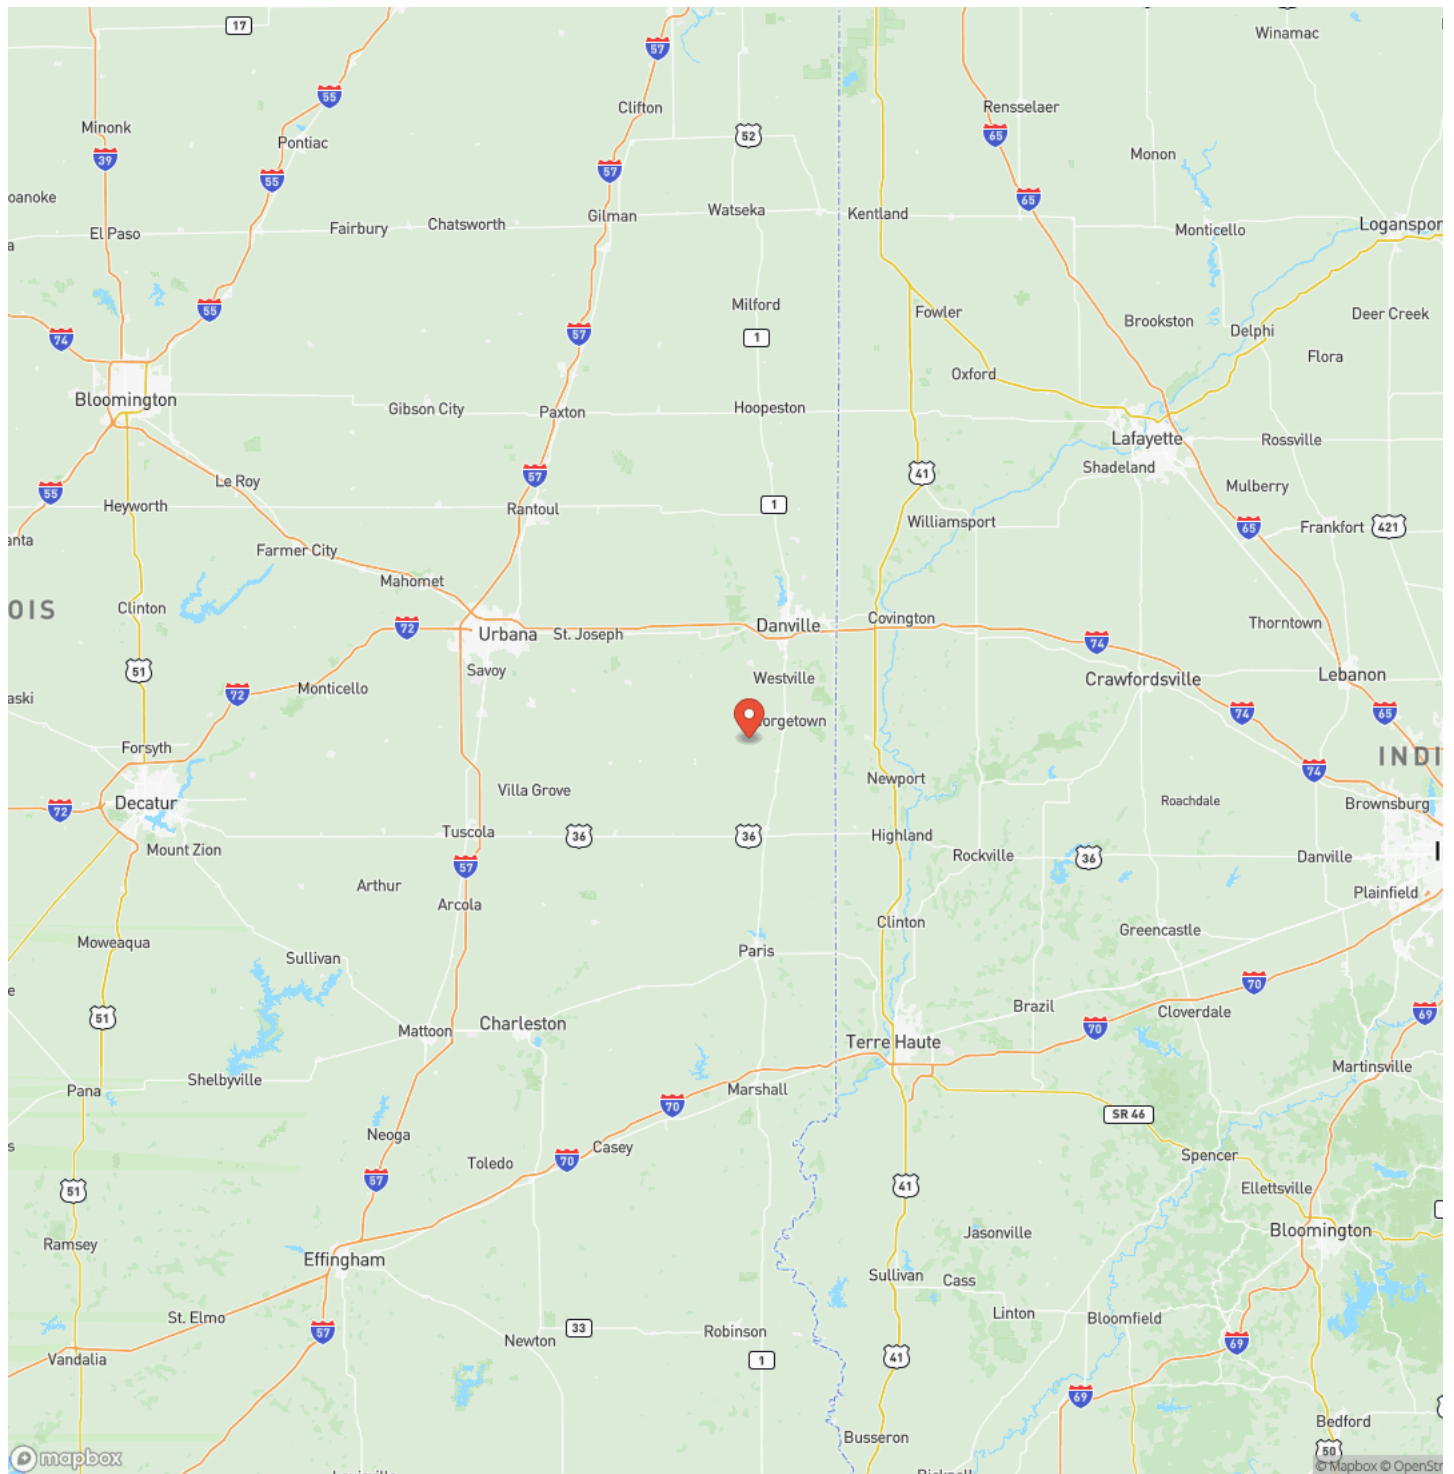 17
57
Winamac
55
Clifton
Rensselaer
Minonk
52
65
Pontiac
39
Monon
57
55
oanoke
65
Watseka
Kentland
Gilman
Chatsworth
Fairbury
El Paso
Monticello
Loganspor
a
Milford
55
Fowler
Deer Creek
Brookston
Delphi
57
74
1
Flora
Oxford
Bloomington
Gibson City
Paxton
Hoopeston
Lafayette
Rossville
Shadeland
41
57
Le Roy
Mulberry
55
Heyworth
Rantoul
1
Williamsport
65
Frankfort
421
anta
Farmer City
Mahomet
OIS
Clinton
72
Urbana
St. Joseph
Danville
Covington
Thorntown
74
51
Savoy
Westville
Crawfordsville
Lebanon
aski
72
Monticello
74
65
orgetown
Forsyth
INDI
74
Newport
Villa Grove
Roachdale
Brownsburg
72
Decatur
Tuscola
36
36
Highland
Mount Zion
Rockville
36
Danville
I
57
Arthur
Arcola
Plainfield
Clinton
Greencastle
Moweaqua
Sullivan
Paris
e
70
Brazil
Cloverdale
69
51
Mattoon
Charleston
70
Terre Haute
Martinsville
Shelbyville
Pana
Marshall
70
SR 46
Neoga
s
Casey
Toledo
70
Spencer
57
51
41
Ellettsville
Bloomington
Ramsey
Jasonville
Effingham
Sullivan
Cass
Linton
Bloomfield
St. Elmo
57
Newton
33
Robinson
69
Vandalia
1
41
69
Bedford
Busseron
50
mapbox
© Mapbox © OpenStr